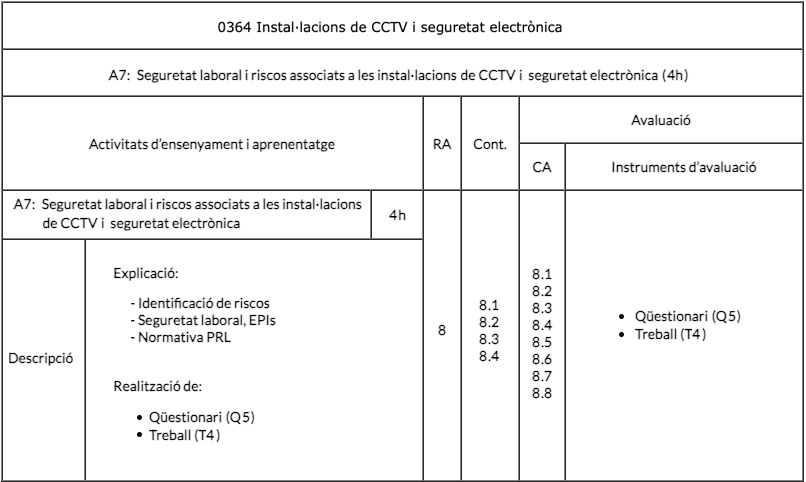 0364 Instal·lacions de CCTV i seguretat electrònica
A7: Seguretat laboral i riscos associats a les instal·lacions de CCTV i seguretat electrònica (4h)
Activitats d'ensenyament i aprenentatge
RA
Cont.
Avaluació
CA
Instruments d'avaluació
A7: Seguretat laboral i riscos associats a les instal·lacions
de CCTV i seguretat electrònica
4h
Descripció
Explicació:
- Identificació de riscos
- Seguretat laboral, EPIs
- Normativa PRL
Realització de:
• Qüestionari (Q5)
• Treball (T4)
8
8.1
8.2
8.3
8.4
8.1
8.2
8.3
8.4
8.5
8.6
8.7
8.8
• Qüestionari (Q5)
• Treball (T4)